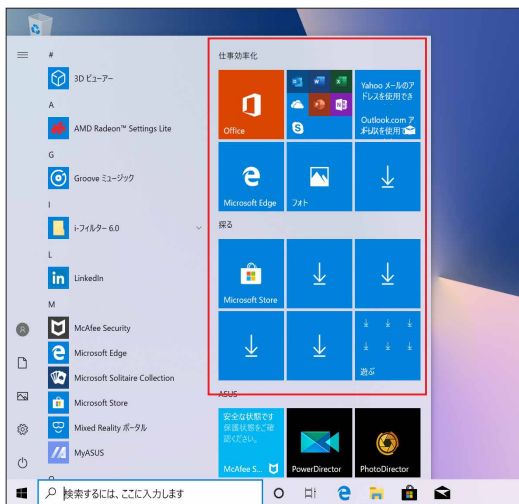 #
3D ビューアー
A
AMD Radeon™ Settings Lite
G
Groove ミュージック
I
i-フィルター 6.0
L
LinkedIn
M
McAfee Security
Microsoft Edge
Microsoft Solitaire Collection
Microsoft Store
Mixed Reality ポータル
MyASUS
仕事効率化
Office
Yahoo メールのア
ドレスを使用でき
Outlook.com ア
Microsoft Edge
フォト
探る
Microsoft Store
遊ぶ
ASUS
安全な状態です
保護状態をご確
認ください。
McAfee S...
PowerDirector
PhotoDirector
検索するには、ここに入力します